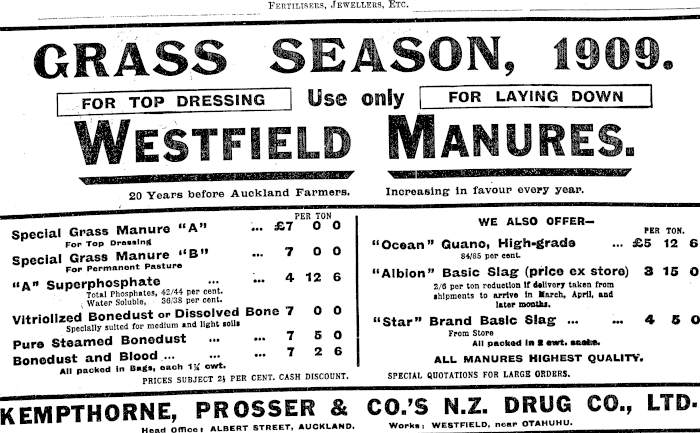 FERTILISERS, JEWELLERS, ETC.
GRASS SEASON, 1909.
FOR TOP DRESSING Use only FOR LAYING DOWN
WESTFIELD MANURES.
20 Years before Auckland Farmers. Increasing in favour every year.
PER TON
Special Grass Manure "A" ... £7 0 0
For Top Dressing
Special Grass Manure "B" ... 7 0 0
For Permanent Pasture
"A" Superphosphate ... ... 4 12 6
Total Phosphates, 42/44 per cent.
Water Soluble, 36/38 per cent.
Vitriolized Bonedust or Dissolved Bone 7 0 0
Specially suited for medium and light soils
Pure Steamed Bonedust ... ... 7 5 0
Bonedust and Blood ... ... ... 7 2 6
All packed in Bags, each 1½ cwt.
PRICES SUBJECT 2½ PER CENT. CASH DISCOUNT.
WE ALSO OFFER—
PER TON.
"Ocean" Guano, High-grade ... £5 12 6
84/85 per cent.
"Albion" Basic Slag (price ex store) 3 15 0
2/6 per ton reduction if delivery taken from
shipments to arrive in March, April, and
later months.
"Star" Brand Basic Slag ... ... 4 5 0
From Store
All packed in 2 cwt. sacks.
ALL MANURES HIGHEST QUALITY.
SPECIAL QUOTATIONS FOR LARGE ORDERS.
KEMPTHORNE, PROSSER & CO.'S N.Z. DRUG CO., LTD.
Head Office: ALBERT STREET, AUCKLAND. Works: WESTFIELD, near OTAHUHU.